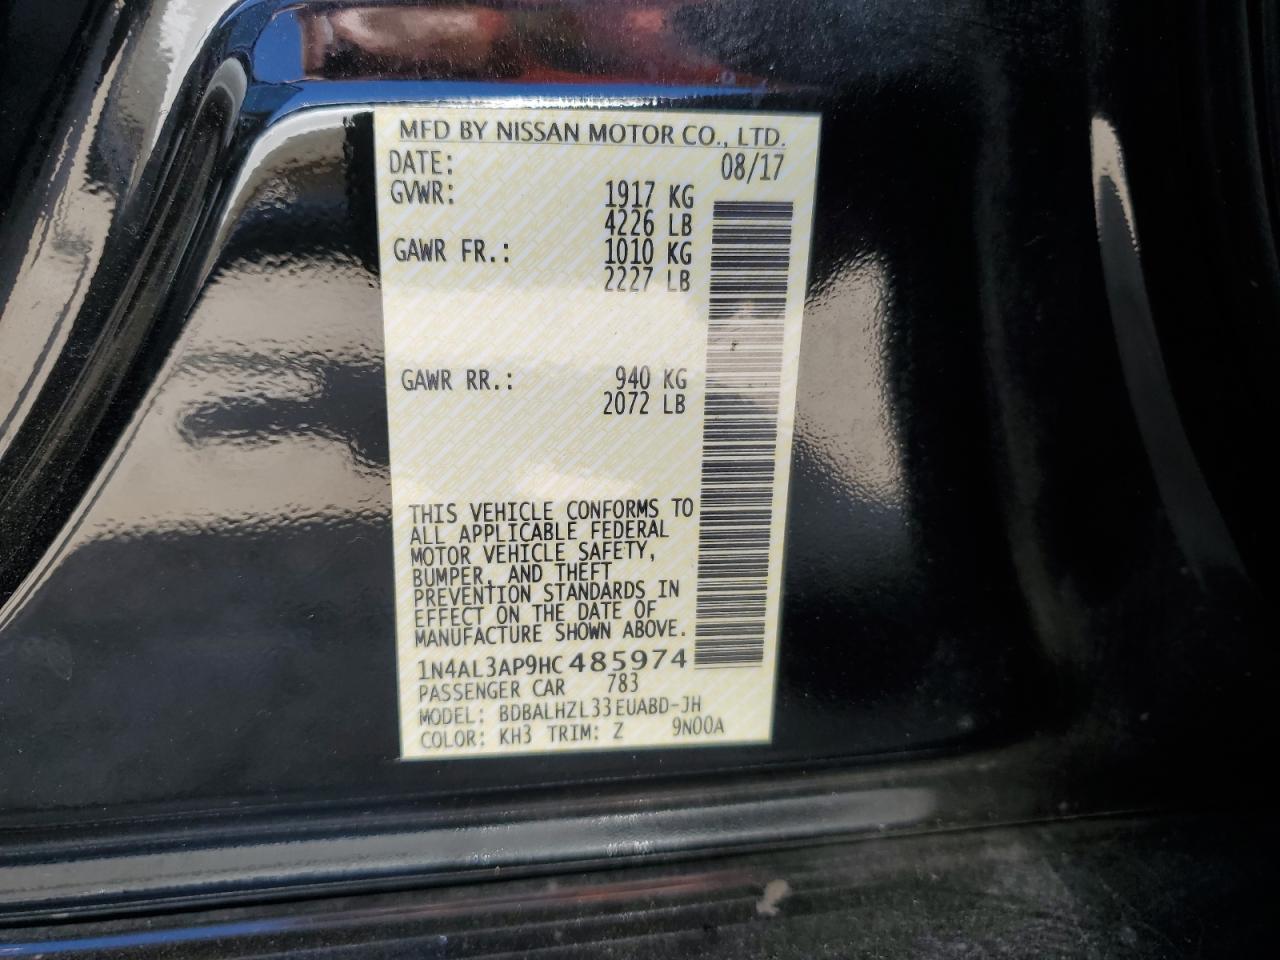 MFD BY NISSAN MOTOR CO., LTD.
DATE: 08/17
GVWR: 1917 KG
4226 LB
GAWR FR.: 1010 KG
2227 LB
GAWR RR.: 940 KG
2072 LB
THIS VEHICLE CONFORMS TO
ALL APPLICABLE FEDERAL
MOTOR VEHICLE SAFETY,
BUMPER, AND THEFT
PREVENTION STANDARDS IN
EFFECT ON THE DATE OF
MANUFACTURE SHOWN ABOVE.
1N4AL3AP9HC485974
PASSENGER CAR 783
MODEL: BDBALHZL33EUABD-JH
COLOR: KH3 TRIM: Z 9N00A